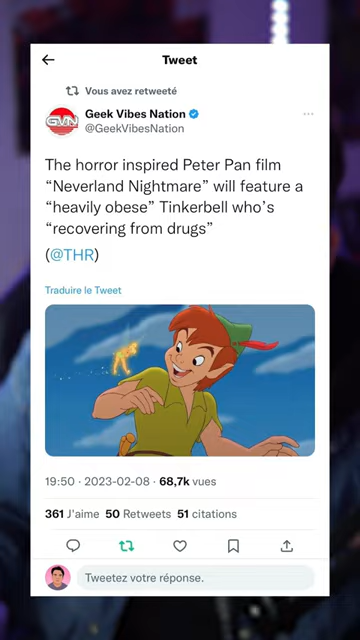 Tweet
Vous avez retweeté
GVN
Geek Vibes Nation
@GeekVibesNation
The horror inspired Peter Pan film
“Neverland Nightmare” will feature a
“heavily obese” Tinkerbell who’s
“recovering from drugs”
(@THR)
Traduire le Tweet
19:50 · 2023-02-08 · 68,7k vues
361 J'aime 50 Retweets 51 citations
Tweetez votre réponse.